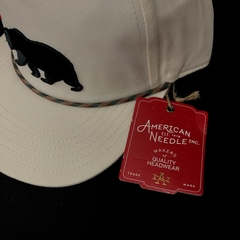 AMERICAN
EST 1918
NEEDLE INC.
MAKERS
OF
QUALITY
HEADWEAR
TRADE MARK